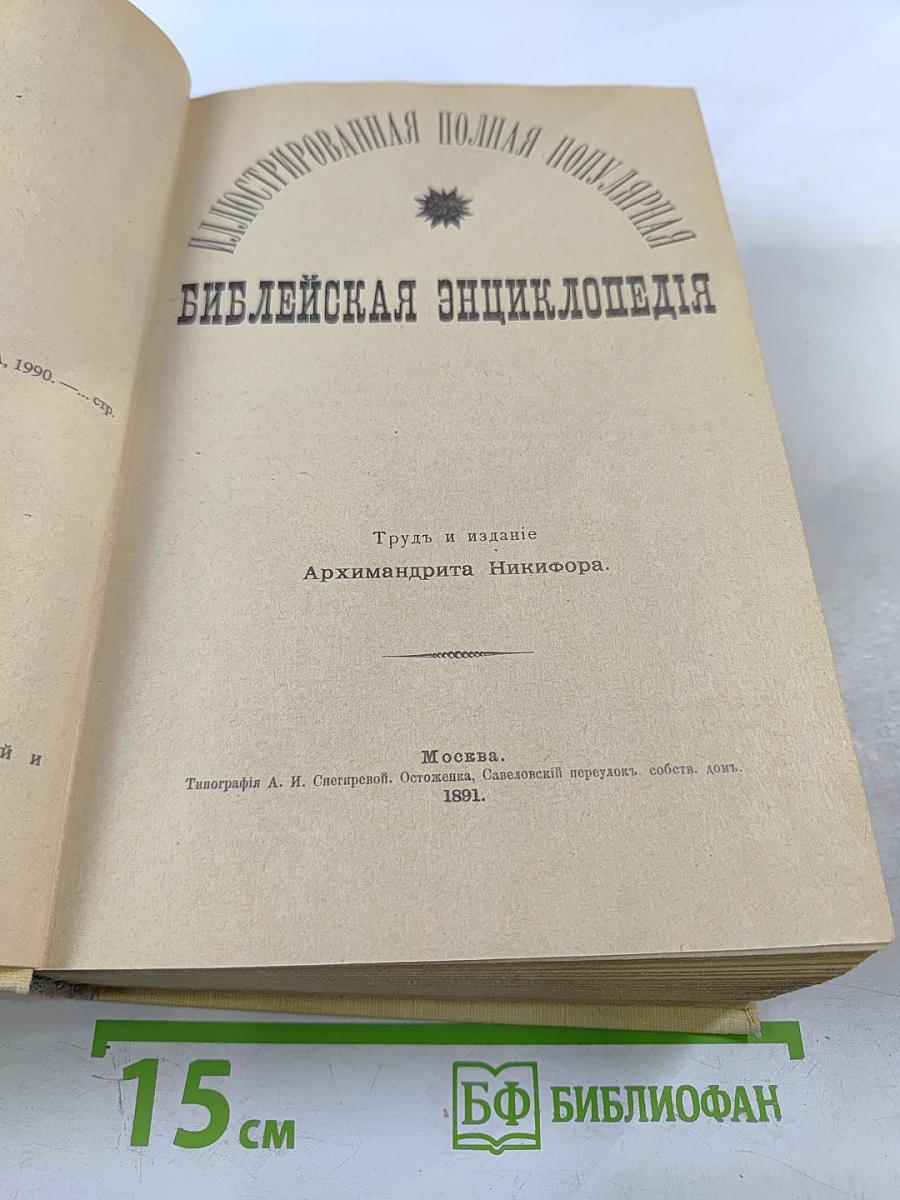 , 1990. —... стр.
й и
ИЛЛЮСТРИРОВАННАЯ ПОЛНАЯ ПОПУЛЯРНАЯ
БИБЛЕЙСКАЯ ЭНЦИКЛОПЕДІЯ
Трудъ и изданіе
Архимандрита Никифора.
Москва.
Типографія А. И. Снегиревой. Остоженка, Савеловскій переулокъ. собств. домъ.
1891.
15 см
БФ БИБЛИОФАН